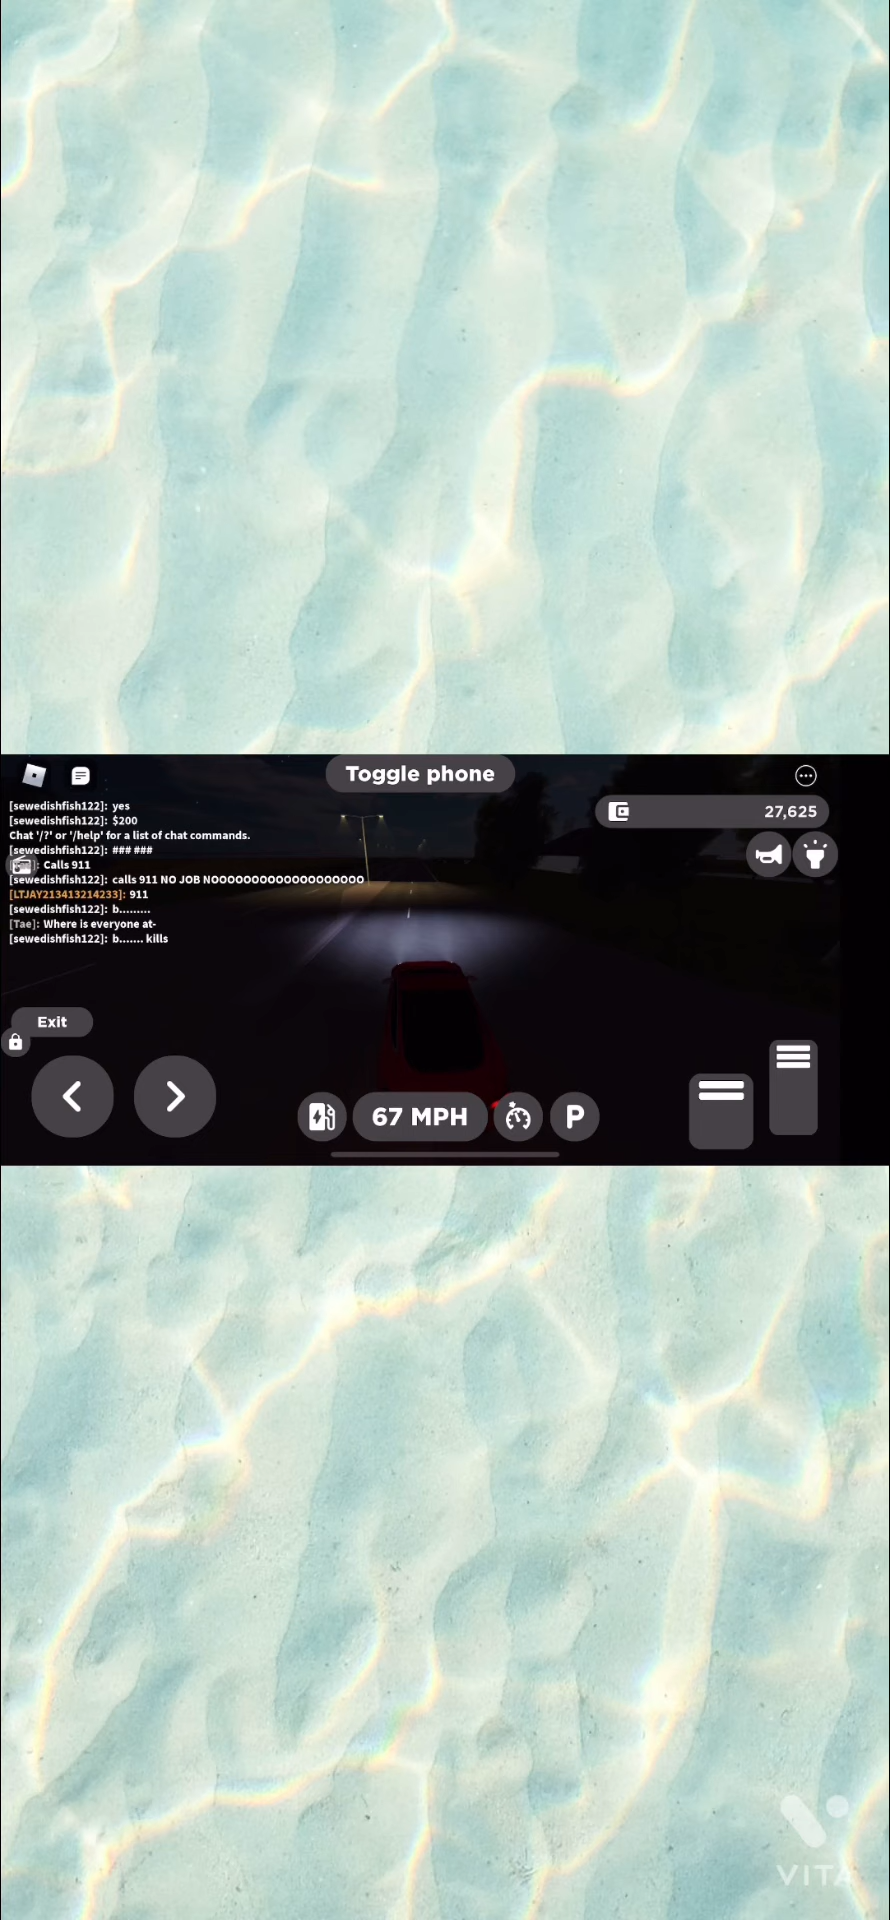 Toggle phone
27,625
[sewedishfish122]: yes
[sewedishfish122]: $200
Chat '/?' or '/help' for a list of chat commands.
[sewedishfish122]: ### ###
]: Calls 911
[sewedishfish122]: calls 911 NO JOB NOOOOOOOOOOOOOOOOOOO
[LTJAY213413214233]: 911
[sewedishfish122]: b.........
[Tae]: Where is everyone at-
[sewedishfish122]: b....... kills
Exit
67 MPH
P
VITA